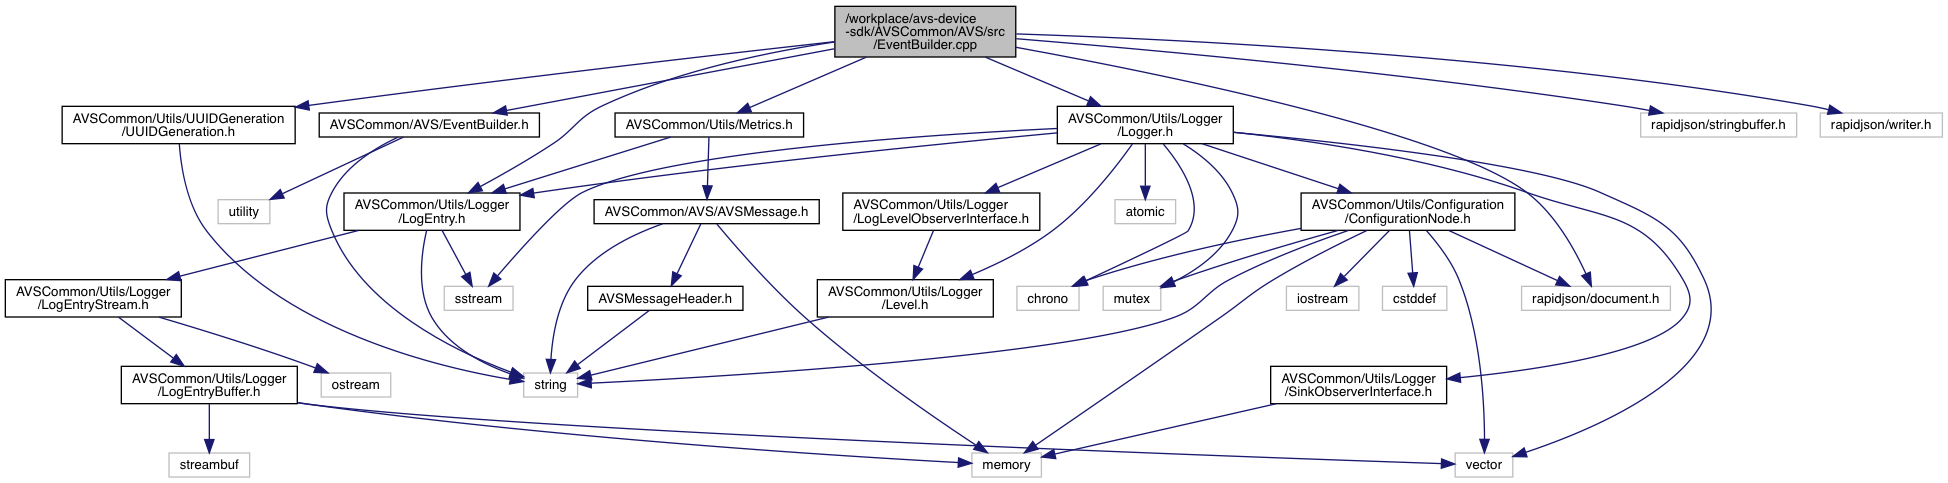 /workplace/avs-device
-sdk/AVSCommon/AVS/src
/EventBuilder.cpp
AVSCommon/Utils/UUIDGeneration
/UUIDGeneration.h
AVSCommon/AVS/EventBuilder.h
AVSCommon/Utils/Metrics.h
AVSCommon/Utils/Logger
/Logger.h
rapidjson/stringbuffer.h
rapidjson/writer.h
utility
AVSCommon/Utils/Logger
/LogEntry.h
AVSCommon/AVS/AVSMessage.h
AVSCommon/Utils/Logger
/LogLevelObserverInterface.h
atomic
AVSCommon/Utils/Configuration
/ConfigurationNode.h
AVSCommon/Utils/Logger
/LogEntryStream.h
sstream
AVSMessageHeader.h
AVSCommon/Utils/Logger
/Level.h
chrono
mutex
iostream
cstddef
rapidjson/document.h
AVSCommon/Utils/Logger
/LogEntryBuffer.h
ostream
string
AVSCommon/Utils/Logger
/SinkObserverInterface.h
streambuf
memory
vector